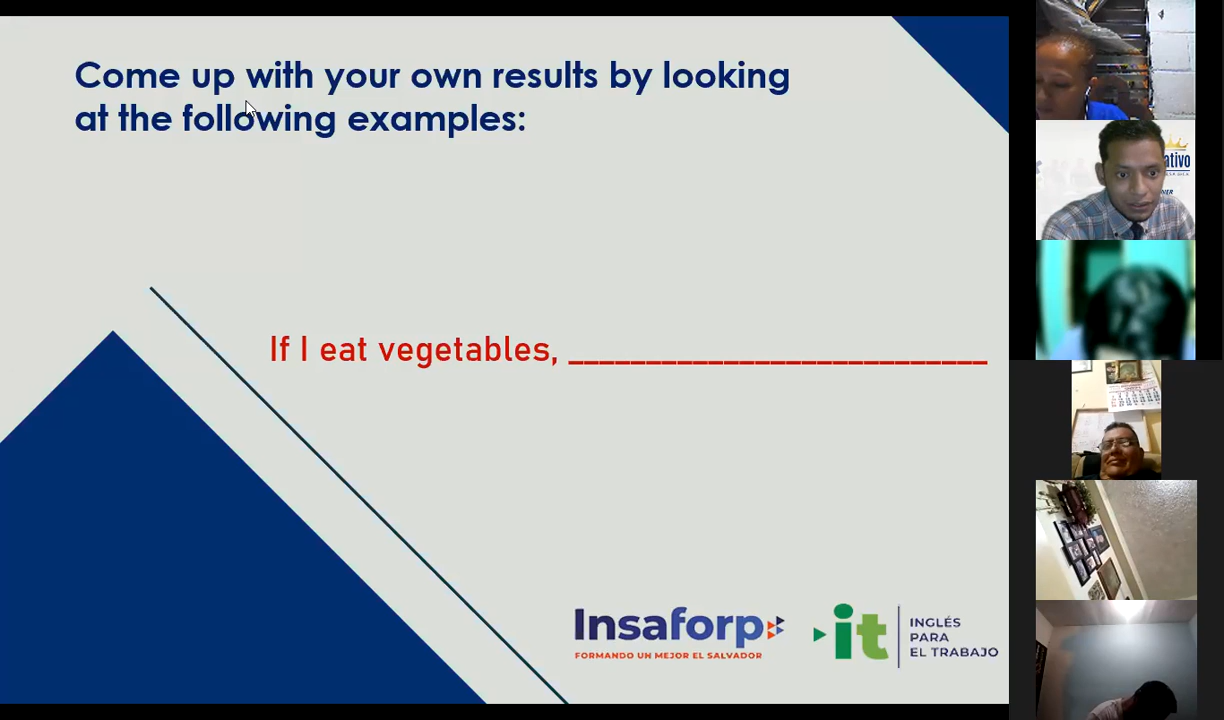 Come up with your own results by looking
at the following examples:
If I eat vegetables, ___________________________
Insaforp
FORMANDO UN MEJOR EL SALVADOR
it
INGLÉS
PARA
EL TRABAJO
ativo